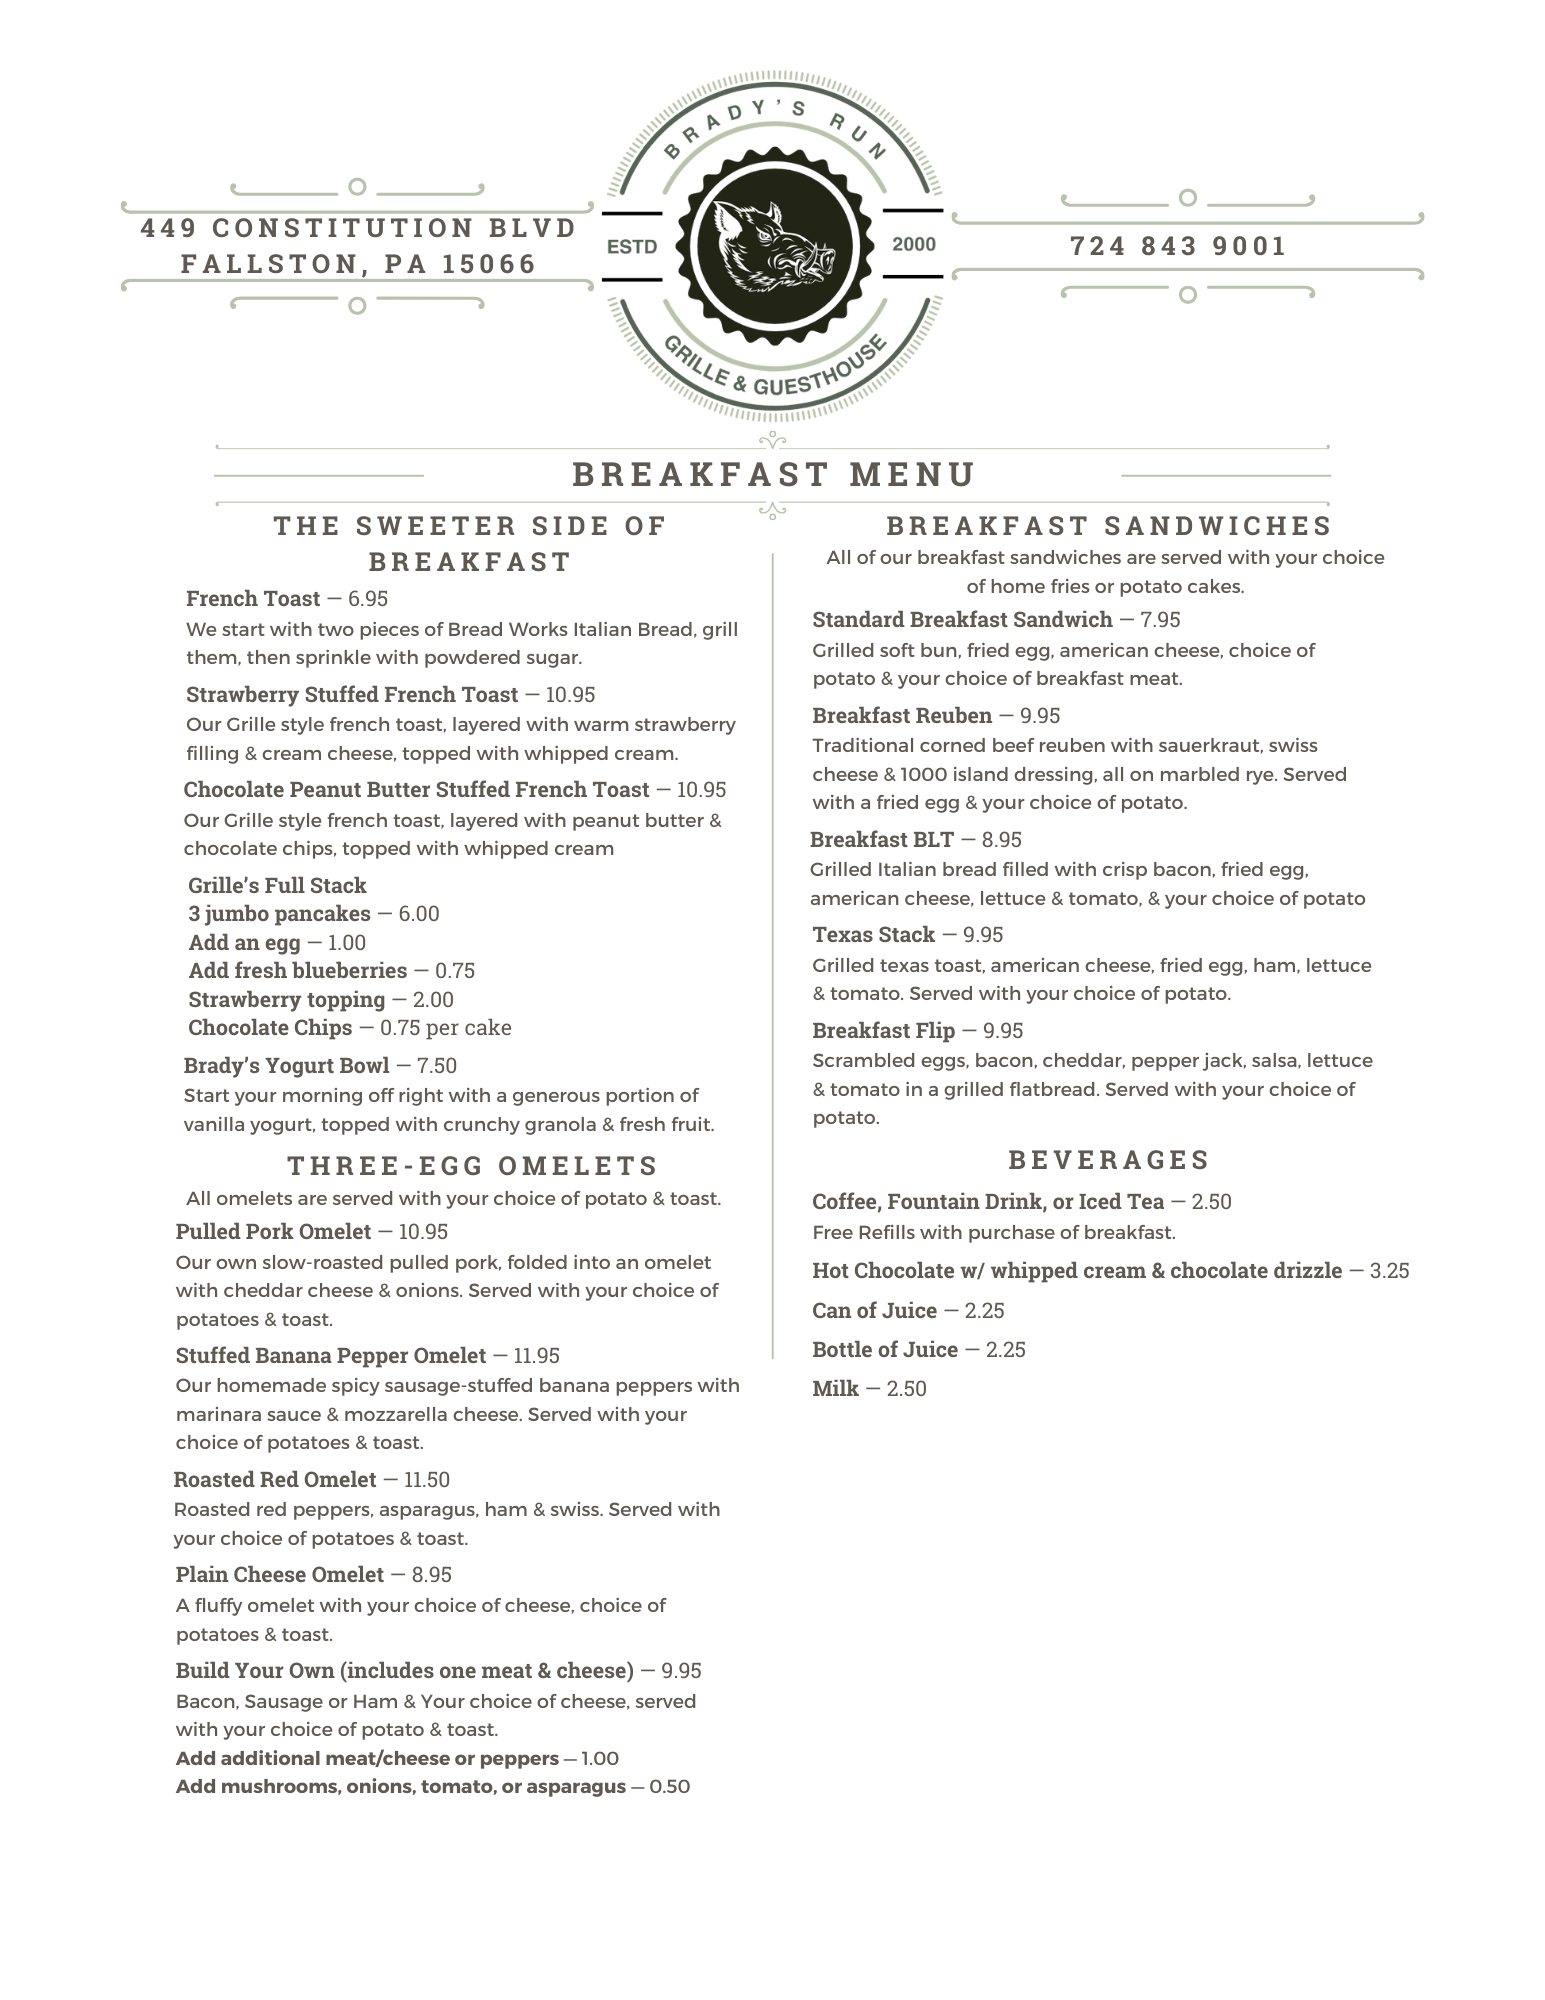 BRADY'S RUN
449 CONSTITUTION BLVD
FALLSTON, PA 15066
ESTD
2000
724 843 9001
GRILLE & GUESTHOUSE
BREAKFAST MENU
THE SWEETER SIDE OF
BREAKFAST
French Toast — 6.95
We start with two pieces of Bread Works Italian Bread, grill
them, then sprinkle with powdered sugar.
Strawberry Stuffed French Toast — 10.95
Our Grille style french toast, layered with warm strawberry
filling & cream cheese, topped with whipped cream.
Chocolate Peanut Butter Stuffed French Toast — 10.95
Our Grille style french toast, layered with peanut butter &
chocolate chips, topped with whipped cream
Grille's Full Stack
3 jumbo pancakes — 6.00
Add an egg — 1.00
Add fresh blueberries — 0.75
Strawberry topping — 2.00
Chocolate Chips — 0.75 per cake
Brady's Yogurt Bowl — 7.50
Start your morning off right with a generous portion of
vanilla yogurt, topped with crunchy granola & fresh fruit.
THREE-EGG OMELETS
All omelets are served with your choice of potato & toast.
Pulled Pork Omelet — 10.95
Our own slow-roasted pulled pork, folded into an omelet
with cheddar cheese & onions. Served with your choice of
potatoes & toast.
Stuffed Banana Pepper Omelet — 11.95
Our homemade spicy sausage-stuffed banana peppers with
marinara sauce & mozzarella cheese. Served with your
choice of potatoes & toast.
Roasted Red Omelet — 11.50
Roasted red peppers, asparagus, ham & swiss. Served with
your choice of potatoes & toast.
Plain Cheese Omelet — 8.95
A fluffy omelet with your choice of cheese, choice of
potatoes & toast.
Build Your Own (includes one meat & cheese) — 9.95
Bacon, Sausage or Ham & Your choice of cheese, served
with your choice of potato & toast.
Add additional meat/cheese or peppers — 1.00
Add mushrooms, onions, tomato, or asparagus — 0.50
BREAKFAST SANDWICHES
All of our breakfast sandwiches are served with your choice
of home fries or potato cakes.
Standard Breakfast Sandwich — 7.95
Grilled soft bun, fried egg, american cheese, choice of
potato & your choice of breakfast meat.
Breakfast Reuben — 9.95
Traditional corned beef reuben with sauerkraut, swiss
cheese & 1000 island dressing, all on marbled rye. Served
with a fried egg & your choice of potato.
Breakfast BLT — 8.95
Grilled Italian bread filled with crisp bacon, fried egg,
american cheese, lettuce & tomato, & your choice of potato
Texas Stack — 9.95
Grilled texas toast, american cheese, fried egg, ham, lettuce
& tomato. Served with your choice of potato.
Breakfast Flip — 9.95
Scrambled eggs, bacon, cheddar, pepper jack, salsa, lettuce
& tomato in a grilled flatbread. Served with your choice of
potato.
BEVERAGES
Coffee, Fountain Drink, or Iced Tea — 2.50
Free Refills with purchase of breakfast.
Hot Chocolate w/ whipped cream & chocolate drizzle — 3.25
Can of Juice — 2.25
Bottle of Juice — 2.25
Milk — 2.50